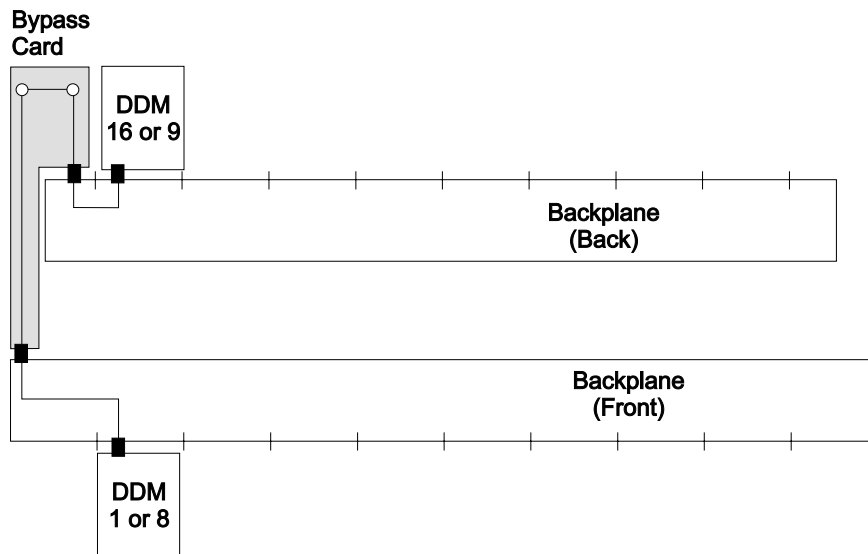 Bypass
Card
DDM
16 or 9
Backplane
(Back)
Backplane
(Front)
DDM
1 or 8